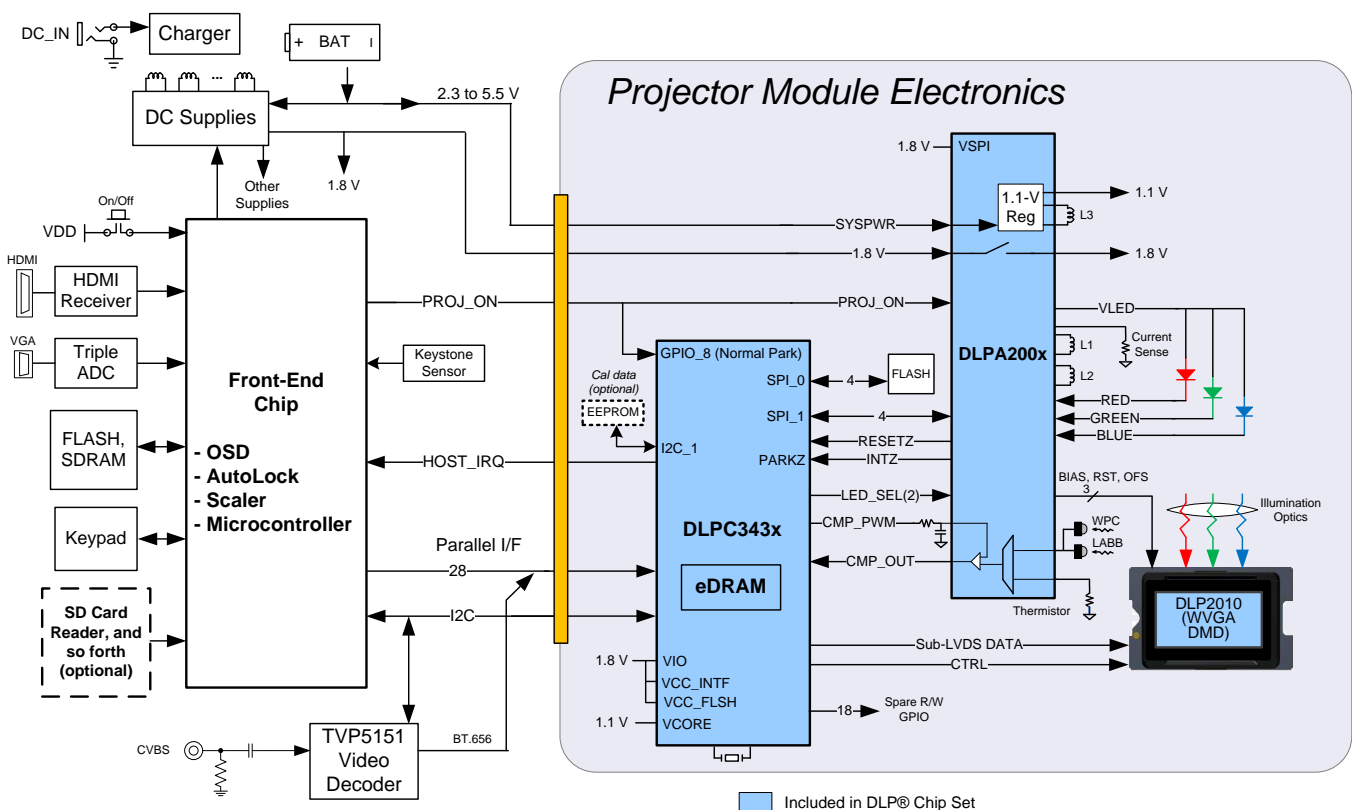 DC_IN
Charger
+ BAT I
...
DC Supplies
2.3 to 5.5 V
Other
Supplies
1.8 V
On/Off
VDD
HDMI
HDMI
Receiver
VGA
Triple
ADC
FLASH,
SDRAM
Keypad
SD Card
Reader, and
so forth
(optional)
Front-End
Chip
- OSD
- AutoLock
- Scaler
- Microcontroller
PROJ_ON
Keystone
Sensor
HOST_IRQ
Parallel I/F
28
I2C
CVBS
TVP5151
Video
Decoder
BT.656
Projector Module Electronics
SYSPWR
1.8 V
PROJ_ON
1.8 V
VSPI
1.1-V
Reg
L3
1.1 V
1.8 V
DLPA200x
VLED
Current
Sense
L1
L2
RED
GREEN
BLUE
BIAS, RST, OFS
3
WPC
LABB
Thermistor
Illumination
Optics
DLP2010
(WVGA
DMD)
GPIO_8 (Normal Park)
Cal data
(optional)
EEPROM
I2C_1
SPI_0
4
FLASH
SPI_1
4
RESETZ
PARKZ
INTZ
LED_SEL(2)
CMP_PWM
CMP_OUT
DLPC343x
eDRAM
Sub-LVDS DATA
CTRL
1.8 V
VIO
VCC_INTF
VCC_FLSH
1.1 V
VCORE
18
Spare R/W
GPIO
Included in DLP® Chip Set